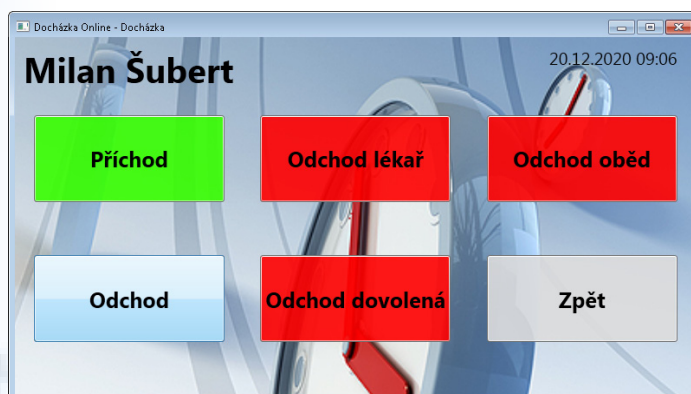 Docházka Online - Docházka
Milan Šubert
20.12.2020 09:06
Příchod
Odchod lékař
Odchod oběd
Odchod
Odchod dovolená
Zpět